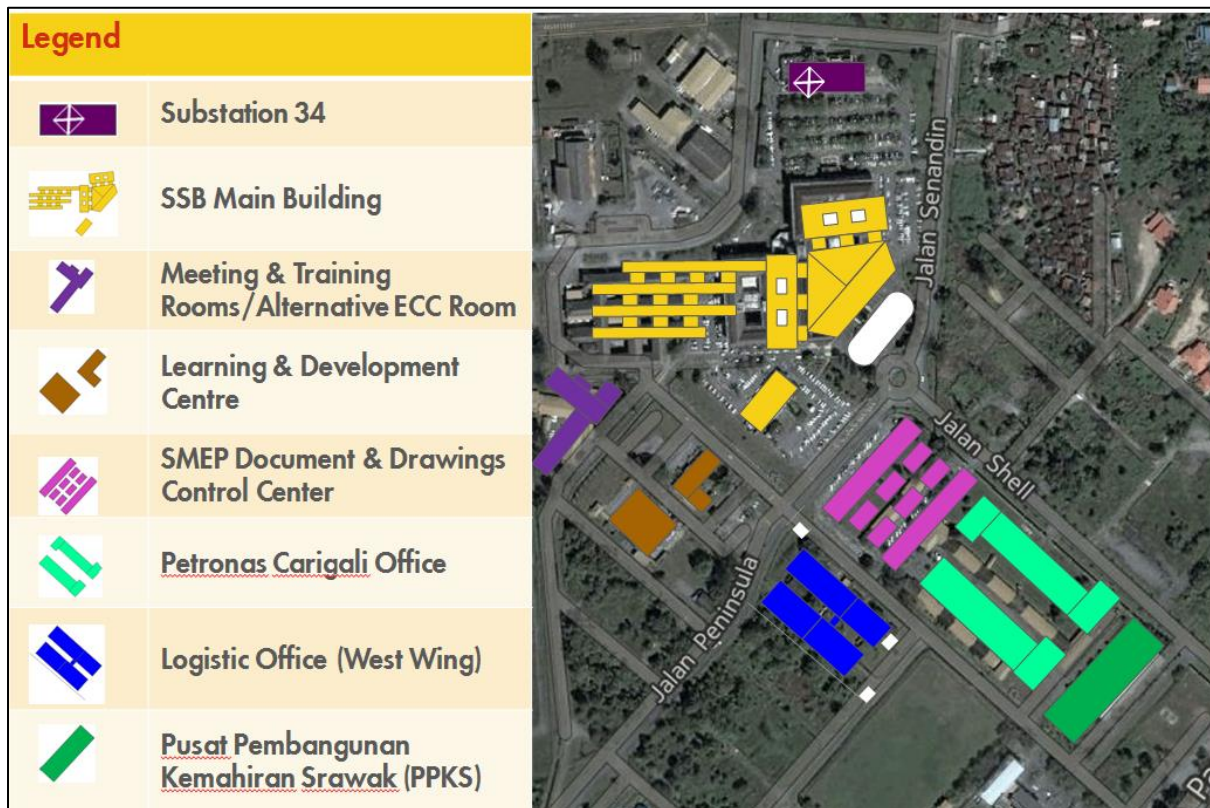 Legend
Substation 34
SSB Main Building
Meeting & Training
Rooms/Alternative ECC Room
Learning & Development
Centre
SMEP Document & Drawings
Control Center
Petronas Carigali Office
Logistic Office (West Wing)
Pusat Pembangunan
Kemahiran Srawak (PPKS)
Jalan Senandin
Jalan Shell
Jalan Peninsula
Pa